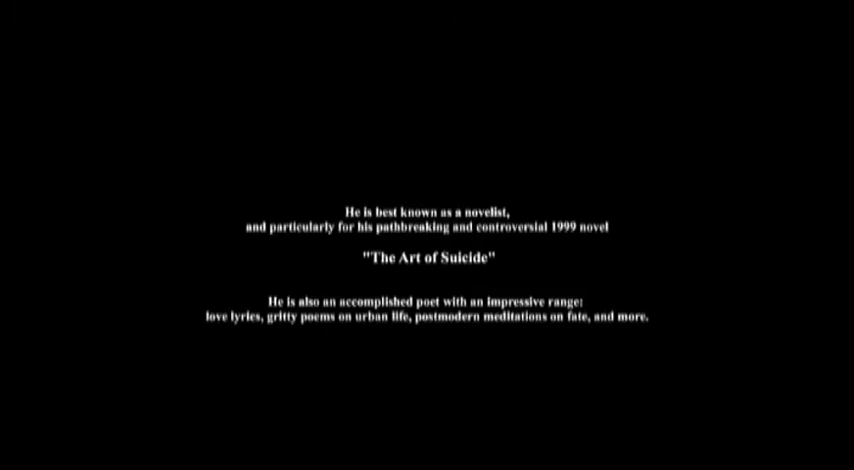 He is best known as a novelist,
and particularly for his pathbreaking and controversial 1999 novel
"The Art of Suicide"
He is also an accomplished poet with an impressive range:
love lyrics, gritty poems on urban life, postmodern meditations on fate, and more.